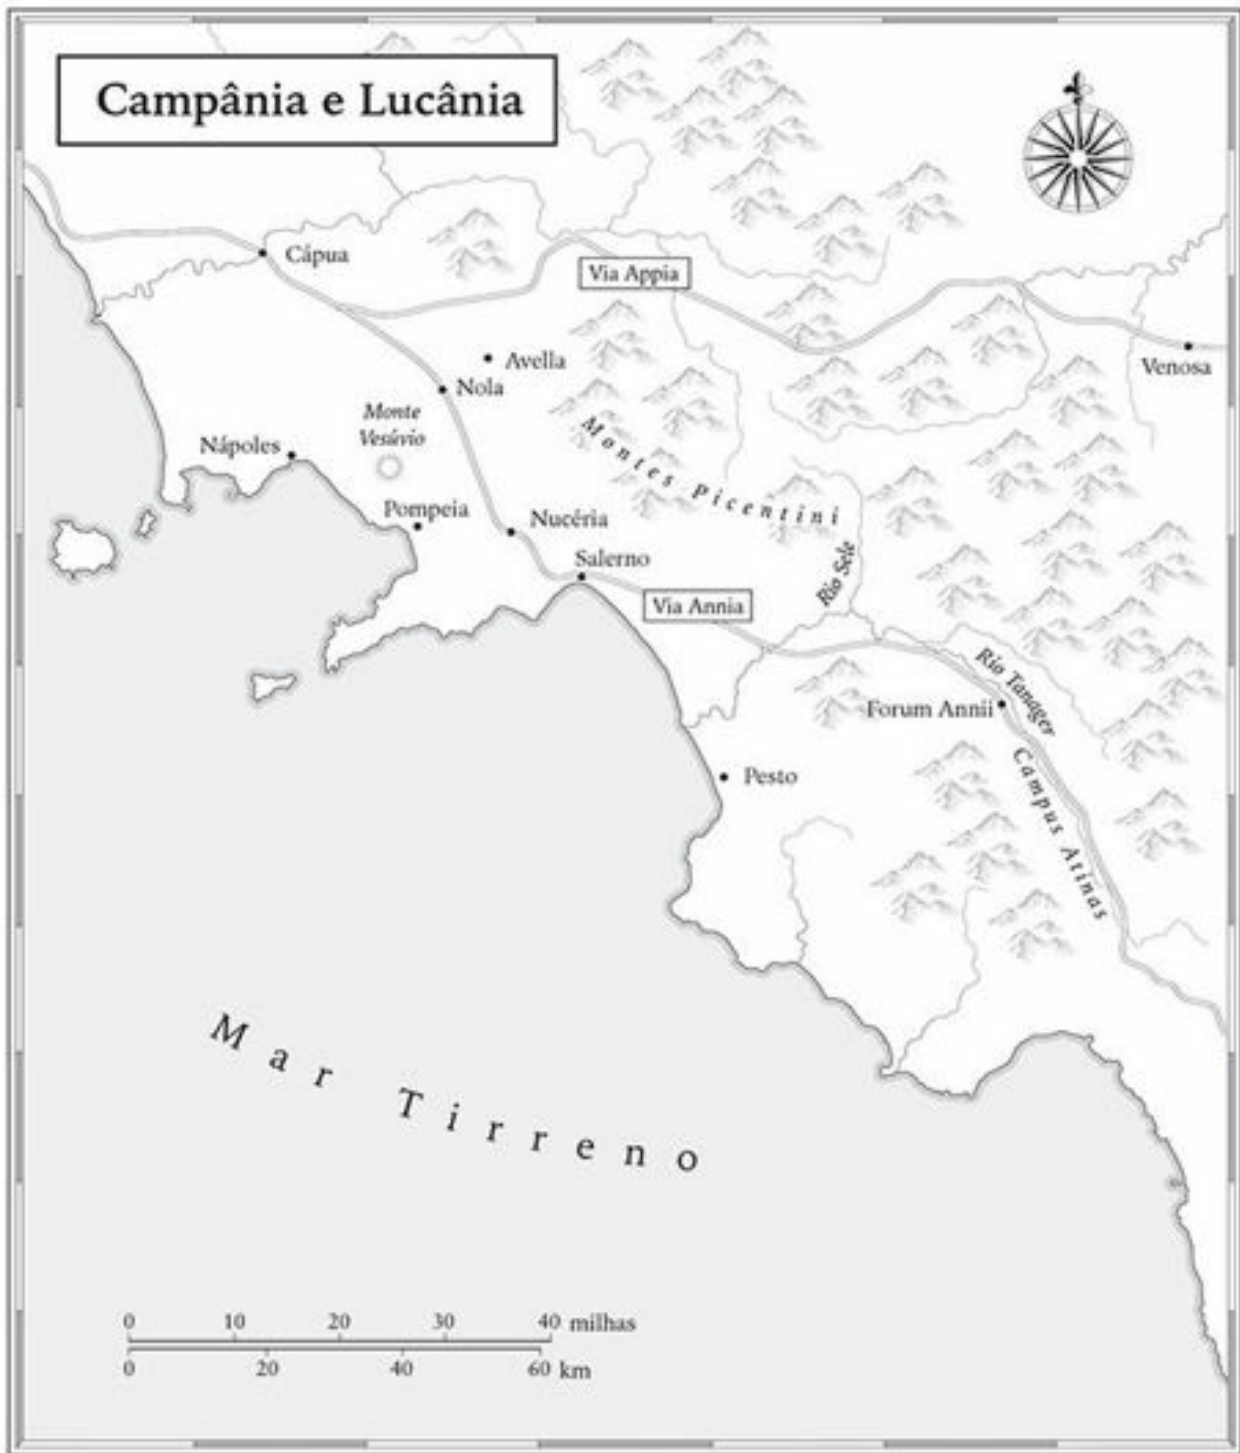 Campânia e Lucânia
Cápua
Via Appia
Avella
Venosa
Nola
Monte
Vesúvio
Nápoles
Montes Picentini
Pompeia
Nucéria
Salerno
Rio Sele
Via Annia
Rio Tanager
Forum Annii
Pesto
Campus Atinas
Mar Tirreno
0 10 20 30 40 milhas
0 20 40 60 km